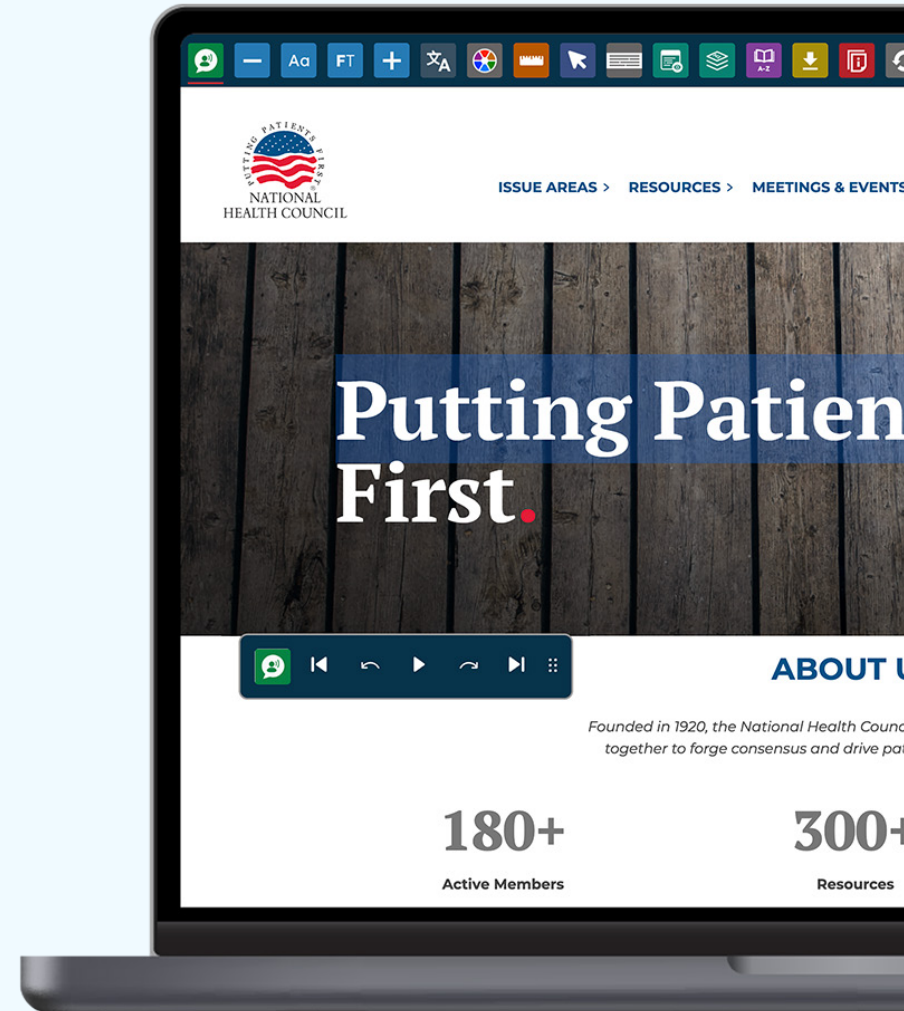 Aa FT
A-Z
PUTTING PATIENTS FIRST
NATIONAL
HEALTH COUNCIL
ISSUE AREAS > RESOURCES > MEETINGS & EVENTS
Putting Patien
First.
ABOUT U
Founded in 1920, the National Health Counc
together to forge consensus and drive pat
180+ 300+
Active Members Resources